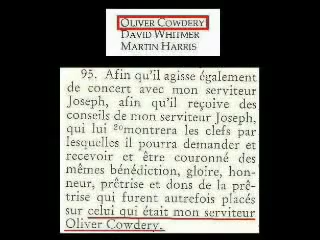 OLIVER COWDERY
DAVID WHITMER
MARTIN HARRIS
95. Afin qu'il agisse également
de concert avec mon serviteur
Joseph, afin qu'il reçoive des
conseils de mon serviteur Joseph,
qui lui 20montrera les clefs par
lesquelles il pourra demander et
recevoir et être couronné des
mêmes bénédiction, gloire, hon-
neur, prêtrise et dons de la prê-
trise qui furent autrefois placés
sur celui qui était mon serviteur
Oliver Cowdery.